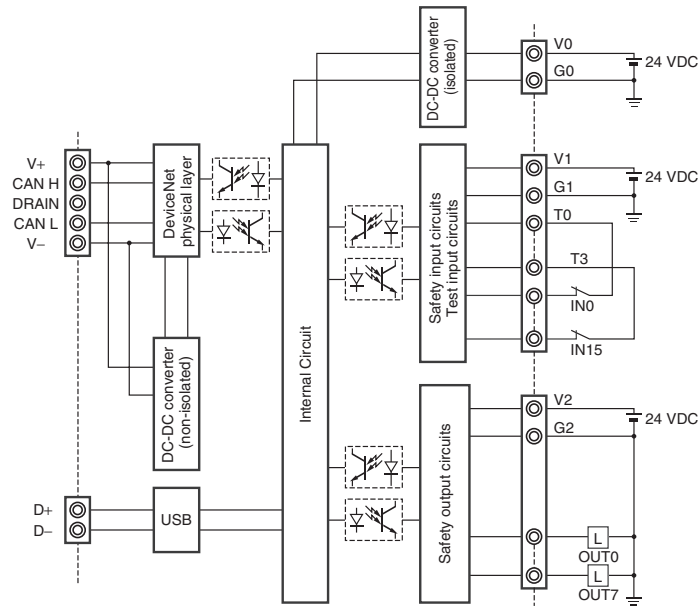 V0
DC-DC converter
(isolated)
24 VDC
G0
V+
CAN H
DRAIN
CAN L
V–
DeviceNet
physical layer
DC-DC converter
(non-isolated)
Internal Circuit
Safety input circuits
Test input circuits
V1
24 VDC
G1
T0
T3
IN0
IN15
V2
24 VDC
G2
Safety output circuits
D+
D–
USB
L
OUT0
L
OUT7